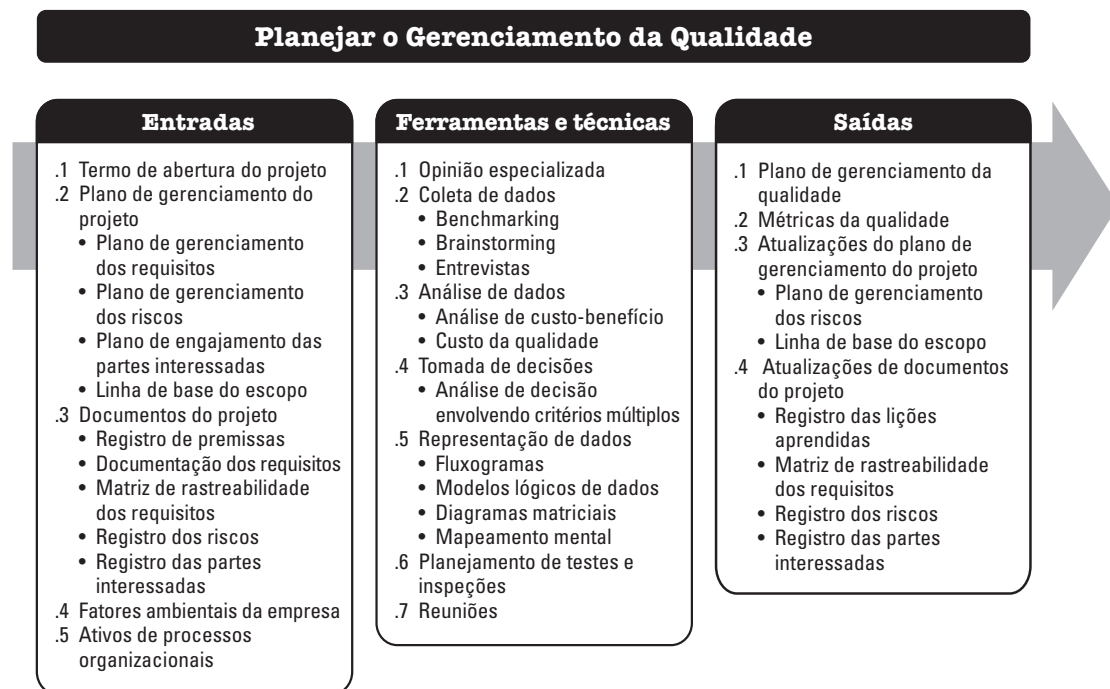 Planejar o Gerenciamento da Qualidade
Entradas
.1 Termo de abertura do projeto
.2 Plano de gerenciamento do
projeto
• Plano de gerenciamento
dos requisitos
• Plano de gerenciamento
dos riscos
• Plano de engajamento das
partes interessadas
• Linha de base do escopo
.3 Documentos do projeto
• Registro de premissas
• Documentação dos requisitos
• Matriz de rastreabilidade
dos requisitos
• Registro dos riscos
• Registro das partes
interessadas
.4 Fatores ambientais da empresa
.5 Ativos de processos
organizacionais
Ferramentas e técnicas
.1 Opinião especializada
.2 Coleta de dados
• Benchmarking
• Brainstorming
• Entrevistas
.3 Análise de dados
• Análise de custo-benefício
• Custo da qualidade
.4 Tomada de decisões
• Análise de decisão
envolvendo critérios múltiplos
.5 Representação de dados
• Fluxogramas
• Modelos lógicos de dados
• Diagramas matriciais
• Mapeamento mental
.6 Planejamento de testes e
inspeções
.7 Reuniões
Saídas
.1 Plano de gerenciamento da
qualidade
.2 Métricas da qualidade
.3 Atualizações do plano de
gerenciamento do projeto
• Plano de gerenciamento
dos riscos
• Linha de base do escopo
.4 Atualizações de documentos
do projeto
• Registro das lições
aprendidas
• Matriz de rastreabilidade
dos requisitos
• Registro dos riscos
• Registro das partes
interessadas